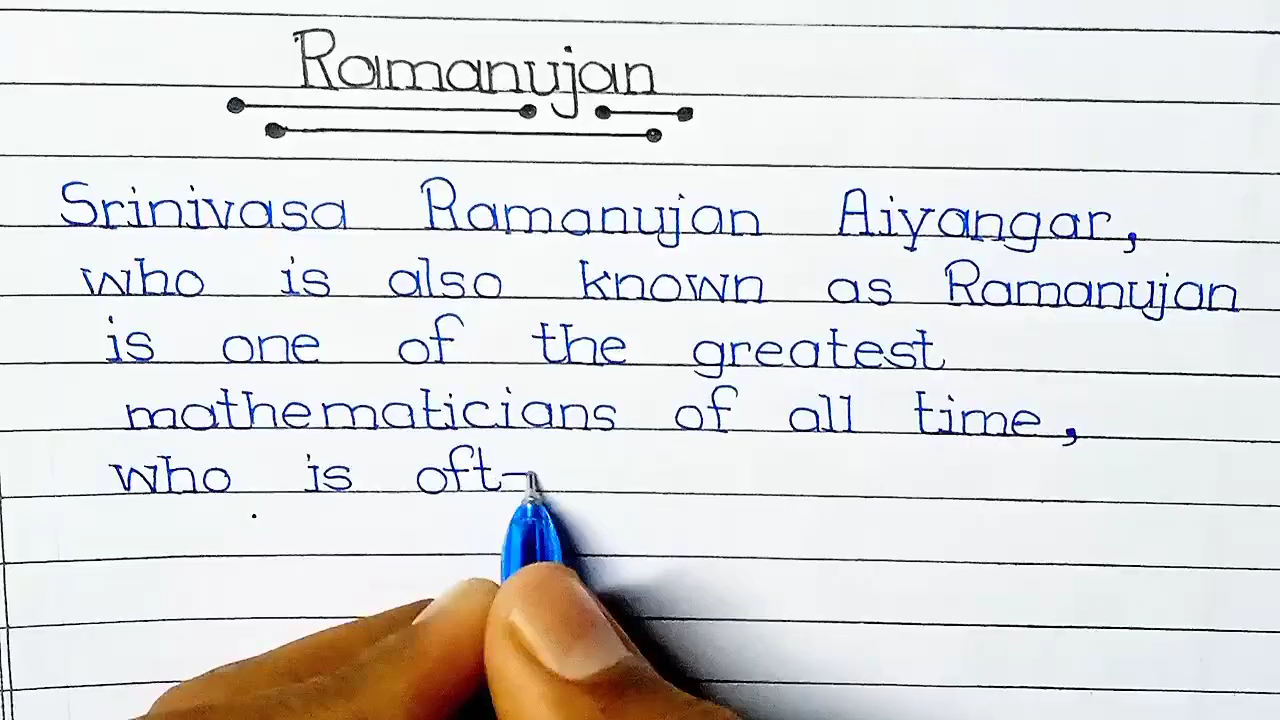 Ramanujan
Srinivasa Ramanujan Aiyangar,
who is also known as Ramanujan
is one of the greatest
mathematicians of all time,
who is oft